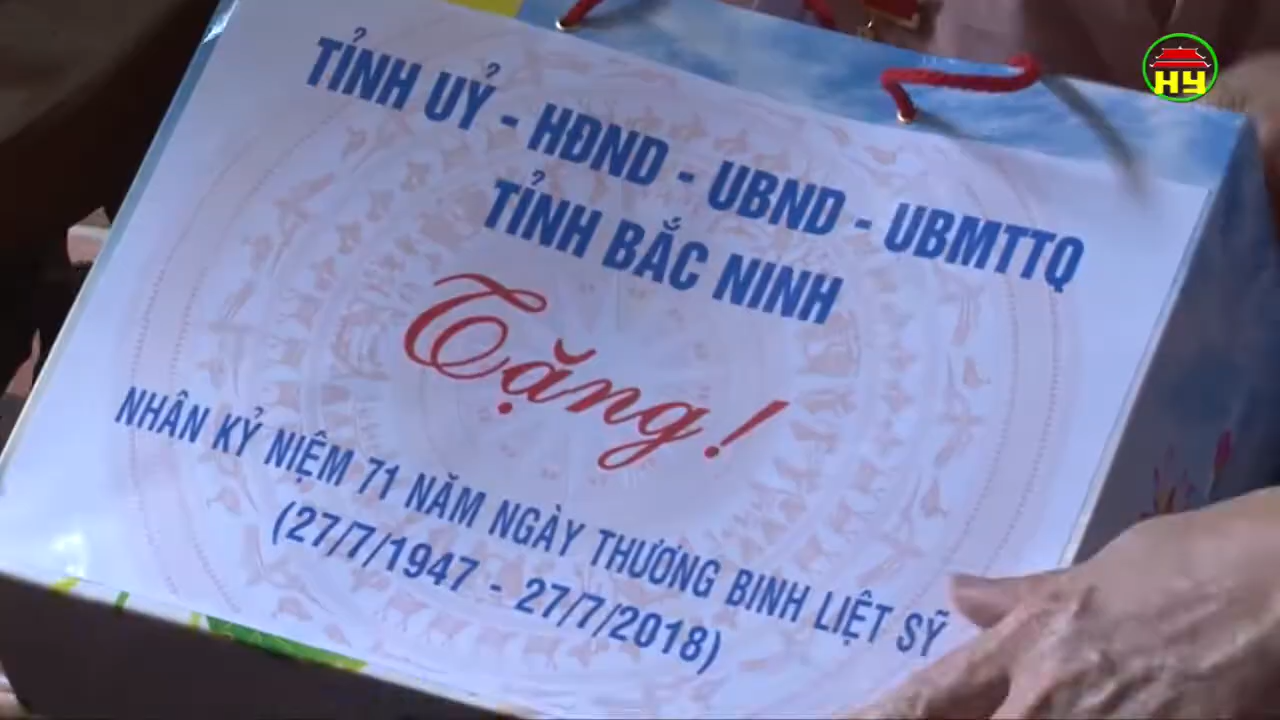 HY
TỈNH UỶ - HĐND - UBND - UBMTTQ
TỈNH BẮC NINH
Tặng!
NHÂN KỶ NIỆM 71 NĂM NGÀY THƯƠNG BINH LIỆT SỸ
(27/7/1947 - 27/7/2018)